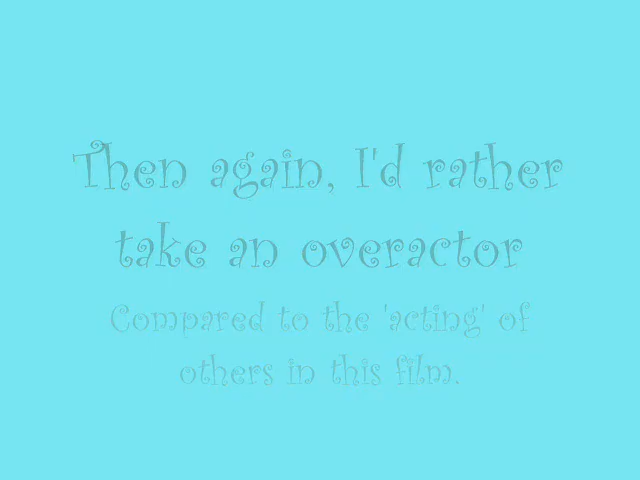 Then again, I'd rather
take an overactor
Compared to the 'acting' of
others in this film.